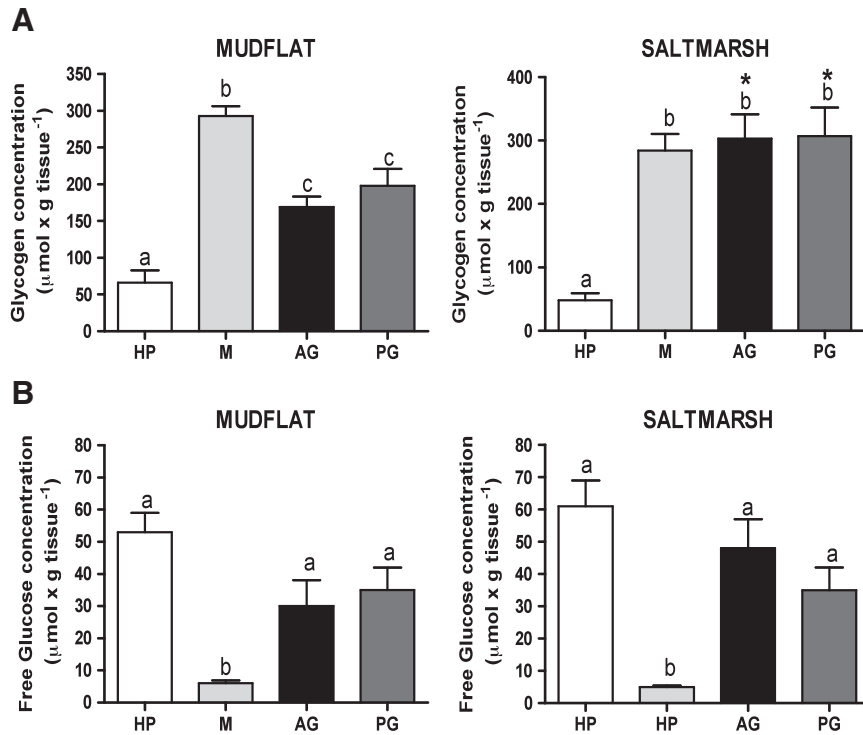 A
MUDFLAT
SALTMARSH
Glycogen concentration
(μmol x g tissue⁻¹)
350
300
250
200
150
100
50
0
a
b
c
c
HP M AG PG
Glycogen concentration
(μmol x g tissue⁻¹)
400
300
200
100
0
a
b
*
b
*
b
HP M AG PG
B
MUDFLAT
SALTMARSH
Free Glucose concentration
(μmol x g tissue⁻¹)
80
70
60
50
40
30
20
10
0
a
b
a
a
HP M AG PG
Free Glucose concentration
(μmol x g tissue⁻¹)
80
70
60
50
40
30
20
10
0
a
b
a
a
HP HP AG PG